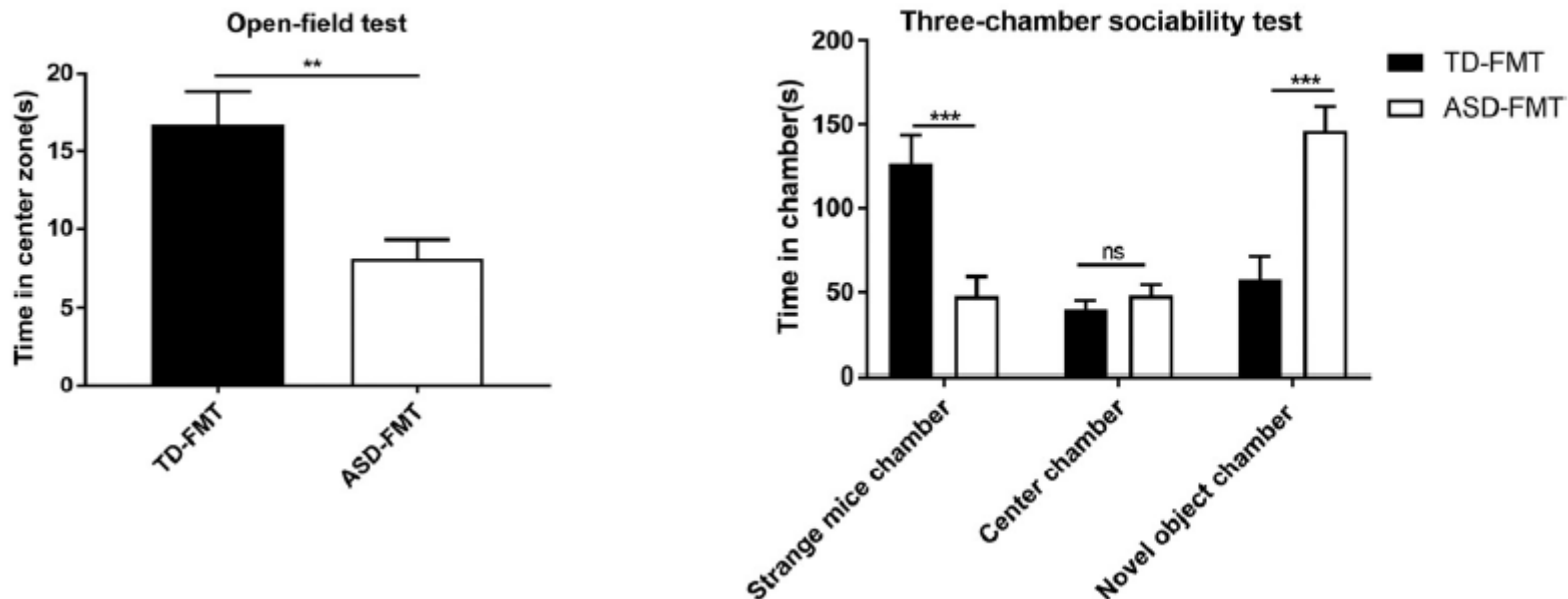 Open-field test
Time in center zone(s)
20
15
10
5
0
**
TD-FMT
ASD-FMT
Three-chamber sociability test
Time in chamber(s)
200
150
100
50
0
***
ns
***
Strange mice chamber
Center chamber
Novel object chamber
TD-FMT
ASD-FMT